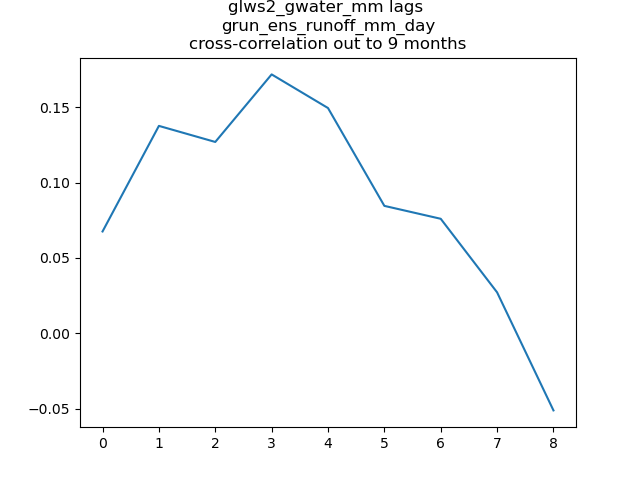 glws2_gwater_mm lags
grun_ens_runoff_mm_day
cross-correlation out to 9 months
0.15
0.10
0.05
0.00
−0.05
0 1 2 3 4 5 6 7 8